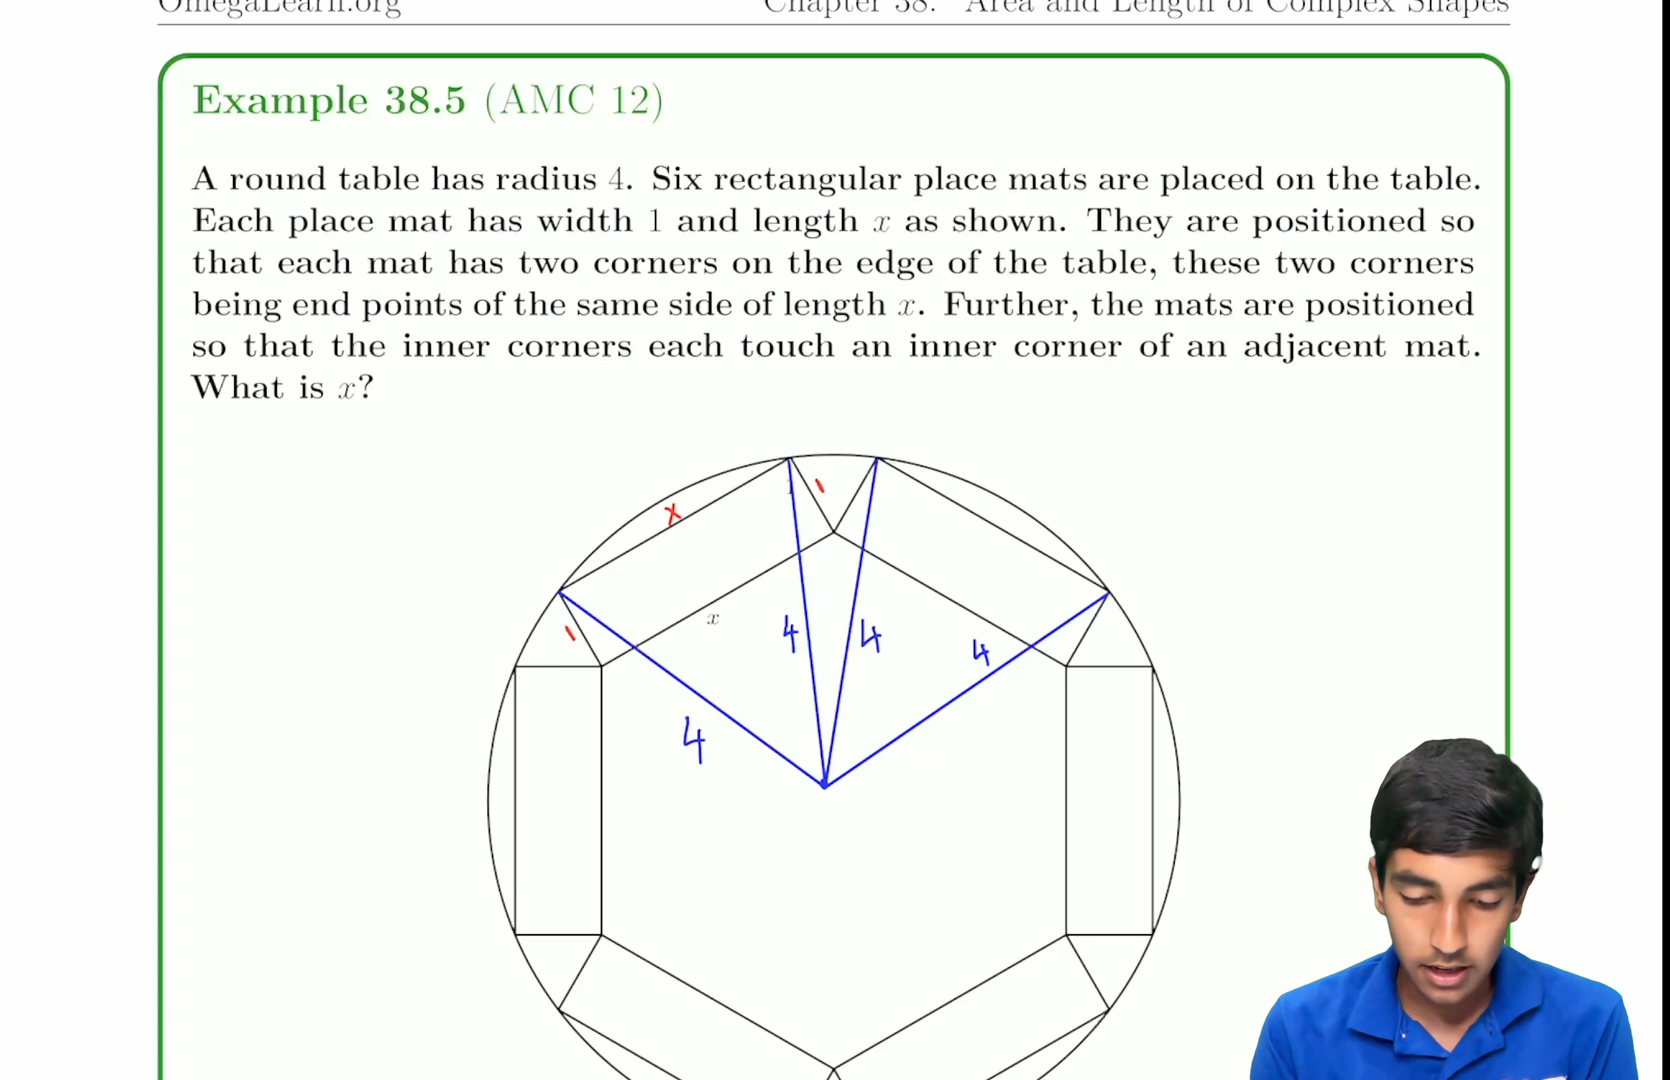 OmegaLearn.org Chapter 38. Area and Length of Complex Shapes
Example 38.5 (AMC 12)
A round table has radius 4. Six rectangular place mats are placed on the table.
Each place mat has width 1 and length x as shown. They are positioned so
that each mat has two corners on the edge of the table, these two corners
being end points of the same side of length x. Further, the mats are positioned
so that the inner corners each touch an inner corner of an adjacent mat.
What is x?
1
x
1
x
4 4
4
4